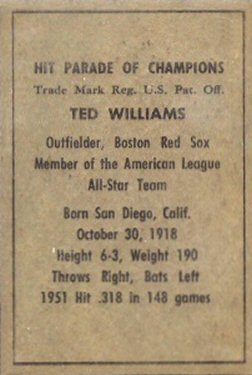 HIT PARADE OF CHAMPIONS
Trade Mark Reg. U.S. Pat. Off.
TED WILLIAMS
Outfielder, Boston Red Sox
Member of the American League
All-Star Team
Born San Diego, Calif.
October 30, 1918
Height 6-3, Weight 190
Throws Right, Bats Left
1951 Hit .318 in 148 games